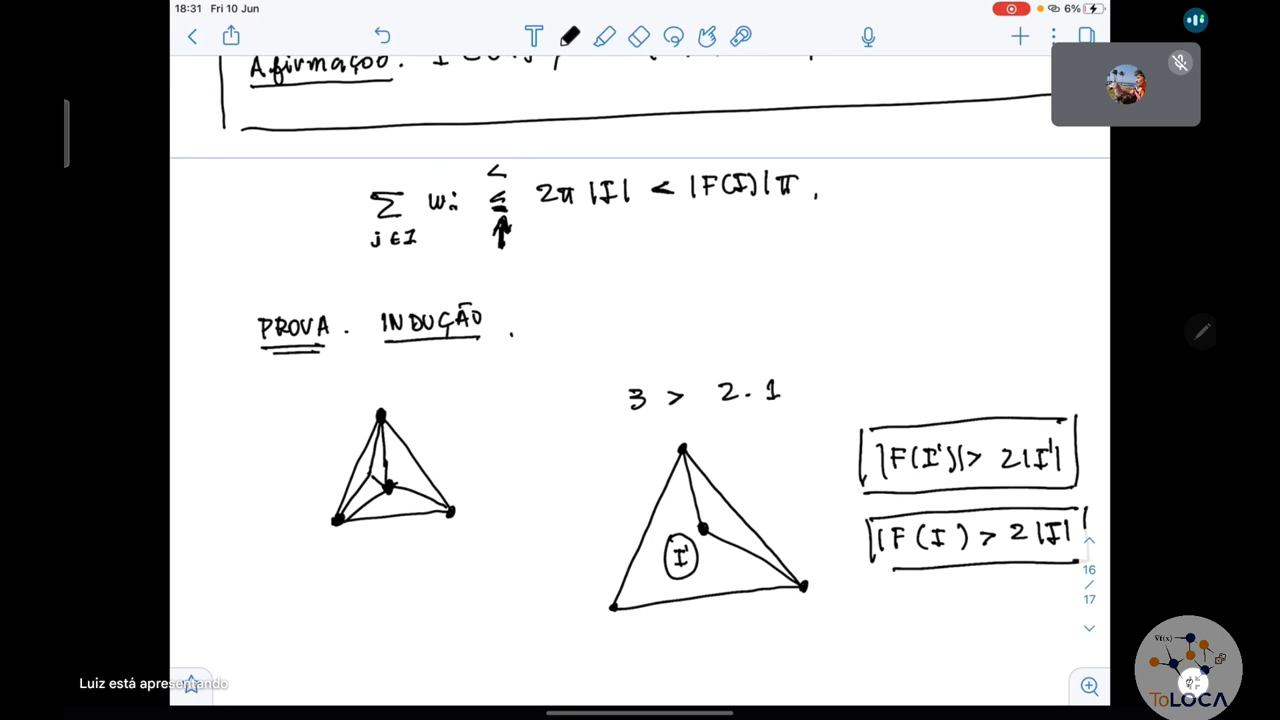 18:31 Fri 10 Jun
6%
Afirmação.
∑ wᵢ < ≤ 2π |I| < |F(I)| π .
j ∈ I
PROVA . INDUÇÃO .
3 > 2 . 1
|F(I')| > 2|I'|
|F(I) > 2|I|
I'
16
/
17
Luiz está apresentando
∇f(x)
ToLOCA